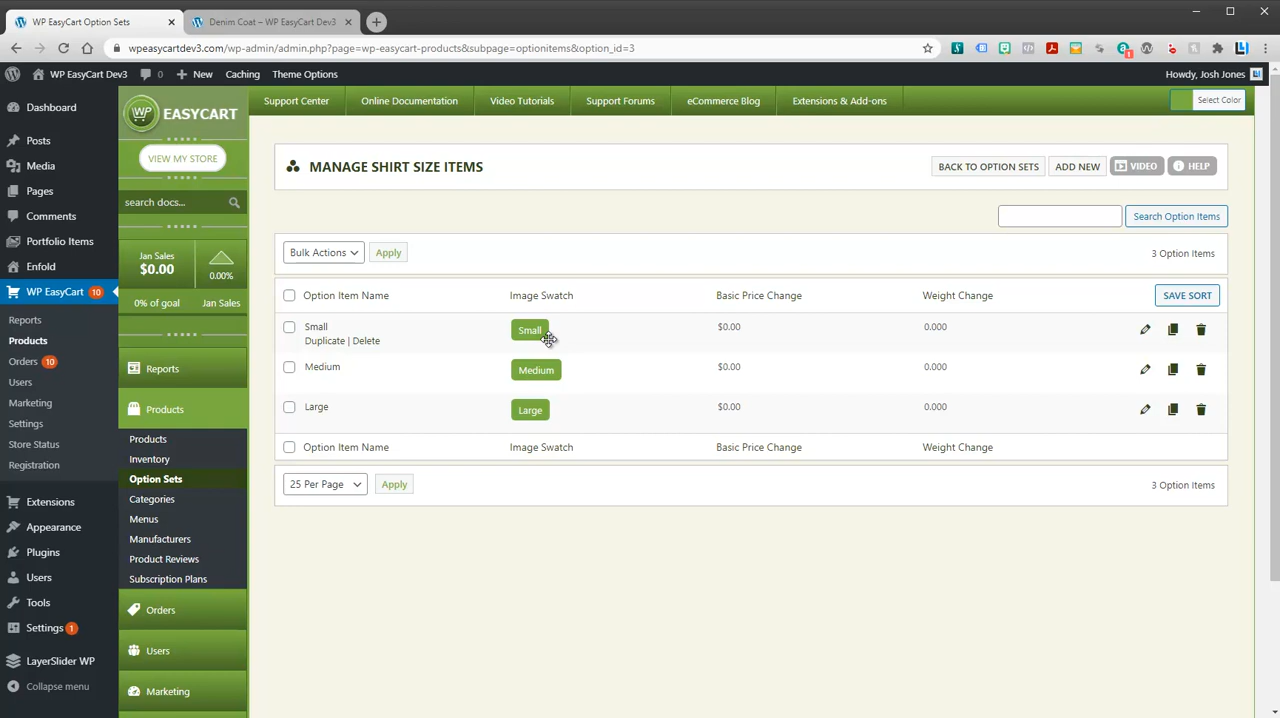 WP EasyCart Option Sets
Denim Coat – WP EasyCart Dev3
wpeasycartdev3.com/wp-admin/admin.php?page=wp-easycart-products&subpage=optionitems&option_id=3
WP EasyCart Dev3
0
New
Caching
Theme Options
Howdy, Josh Jones
Dashboard
Posts
Media
Pages
Comments
Portfolio Items
Enfold
WP EasyCart 10
Reports
Products
Orders 10
Users
Marketing
Settings
Store Status
Registration
Extensions
Appearance
Plugins
Users
Tools
Settings 1
LayerSlider WP
Collapse menu
WP EASYCART
VIEW MY STORE
search docs...
Jan Sales
$0.00
0.00%
0% of goal
Jan Sales
Reports
Products
Products
Inventory
Option Sets
Categories
Menus
Manufacturers
Product Reviews
Subscription Plans
Orders
Users
Marketing
Support Center
Online Documentation
Video Tutorials
Support Forums
eCommerce Blog
Extensions & Add-ons
Select Color
MANAGE SHIRT SIZE ITEMS
BACK TO OPTION SETS
ADD NEW
VIDEO
HELP
Search Option Items
Bulk Actions
Apply
3 Option Items
Option Item Name Image Swatch Basic Price Change Weight Change SAVE SORT
Small Small $0.00 0.000
Duplicate | Delete
Medium Medium $0.00 0.000
Large Large $0.00 0.000
Option Item Name Image Swatch Basic Price Change Weight Change
25 Per Page
Apply
3 Option Items